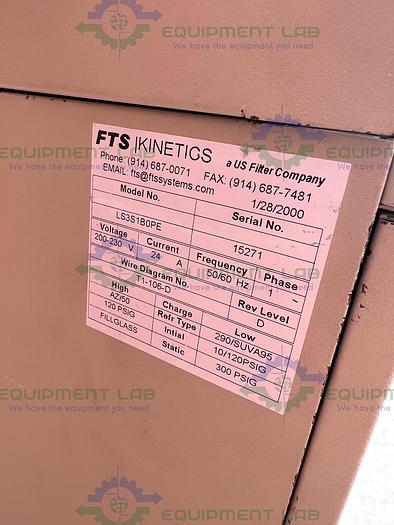 EQUIPMENT LAB
We have the equipment you need
FTS |KINETICS a US Filter Company
Phone: (914) 687-0071 FAX: (914) 687-7481
EMAIL: fts@ftssystems.com 1/28/2000
Model No. Serial No.
LS3S1B0PE 15271
Voltage Current Frequency Phase
200-230 V 24 A 50/60 Hz 1 ~
Wire Diagram No. Rev Level
T1-106-D D
High Charge Low
AZ/50 Refr Type 290/SUVA95
120 PSIG Intial 10/120PSIG
FILLGLASS Static 300 PSIG
EQUIPMENT LAB
We have the equipment you need
EQUIPMENT LAB